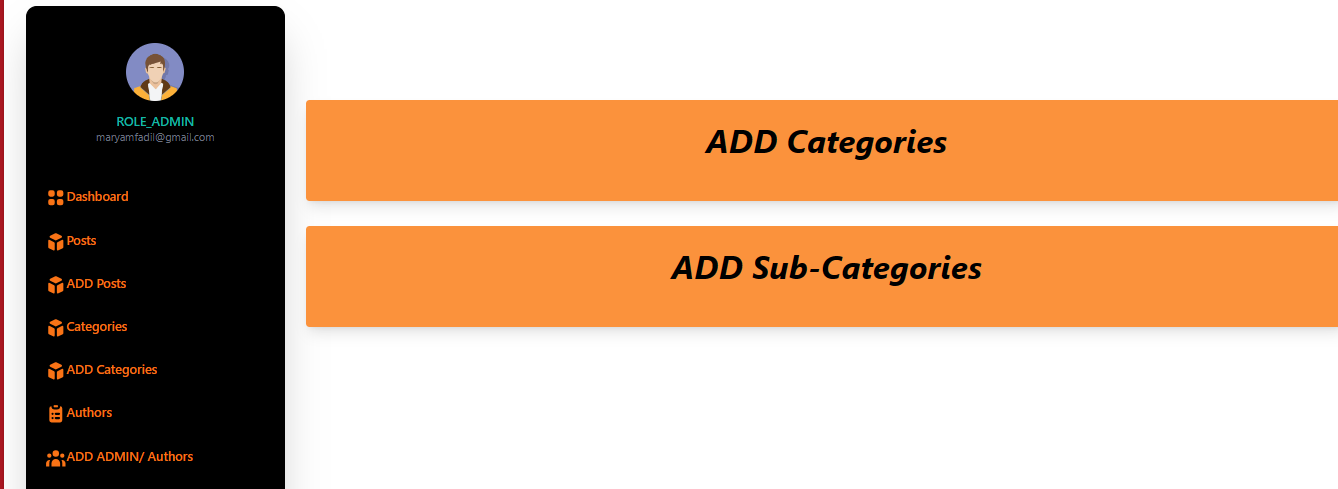 ROLE_ADMIN
maryamfadil@gmail.com
Dashboard
Posts
ADD Posts
Categories
ADD Categories
Authors
ADD ADMIN/ Authors
ADD Categories
ADD Sub-Categories